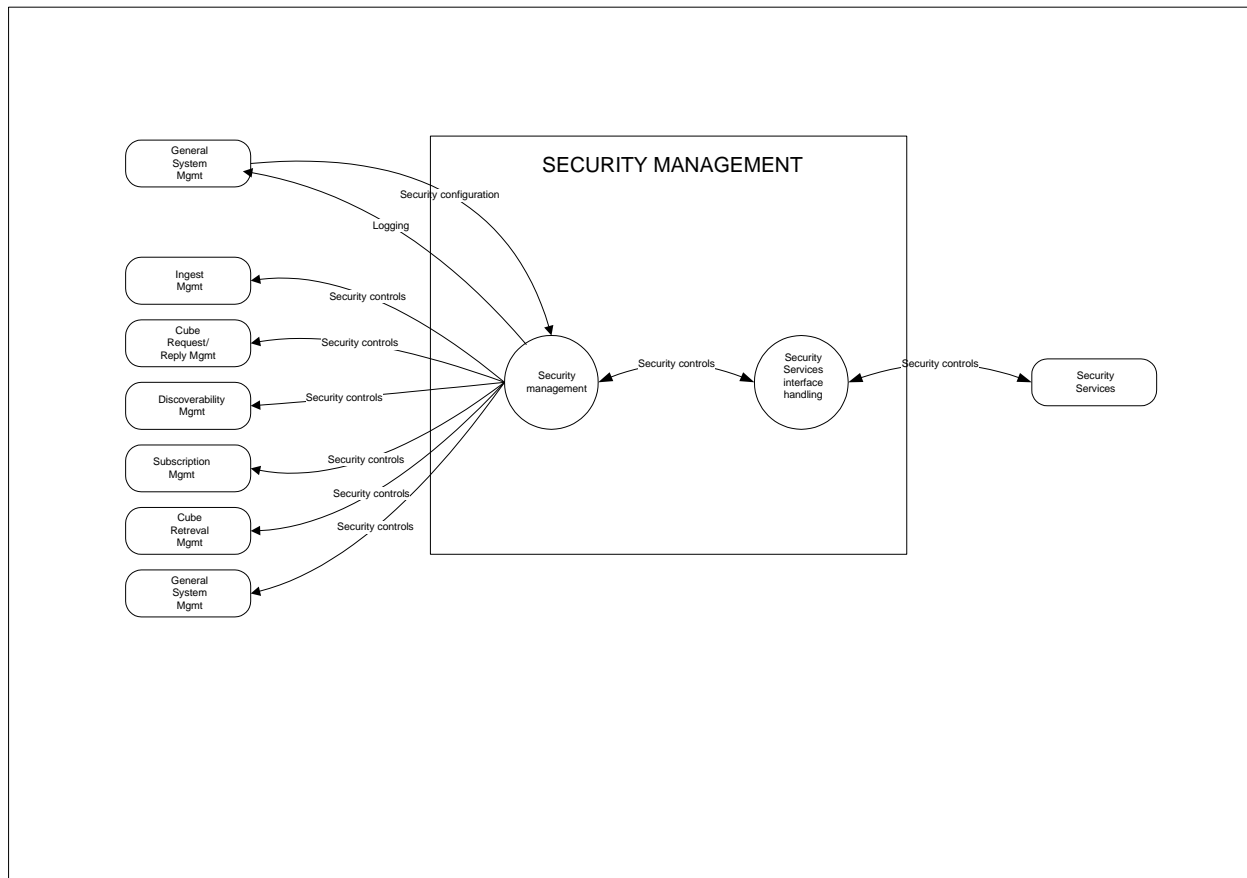 SECURITY MANAGEMENT
General
System
Mgmt
Security configuration
Logging
Ingest
Mgmt
Security controls
Cube
Request/
Reply Mgmt
Security controls
Discoverability
Mgmt
Security controls
Subscription
Mgmt
Security controls
Cube
Retreval
Mgmt
Security controls
General
System
Mgmt
Security controls
Security
management
Security controls
Security
Services
interface
handling
Security controls
Security
Services